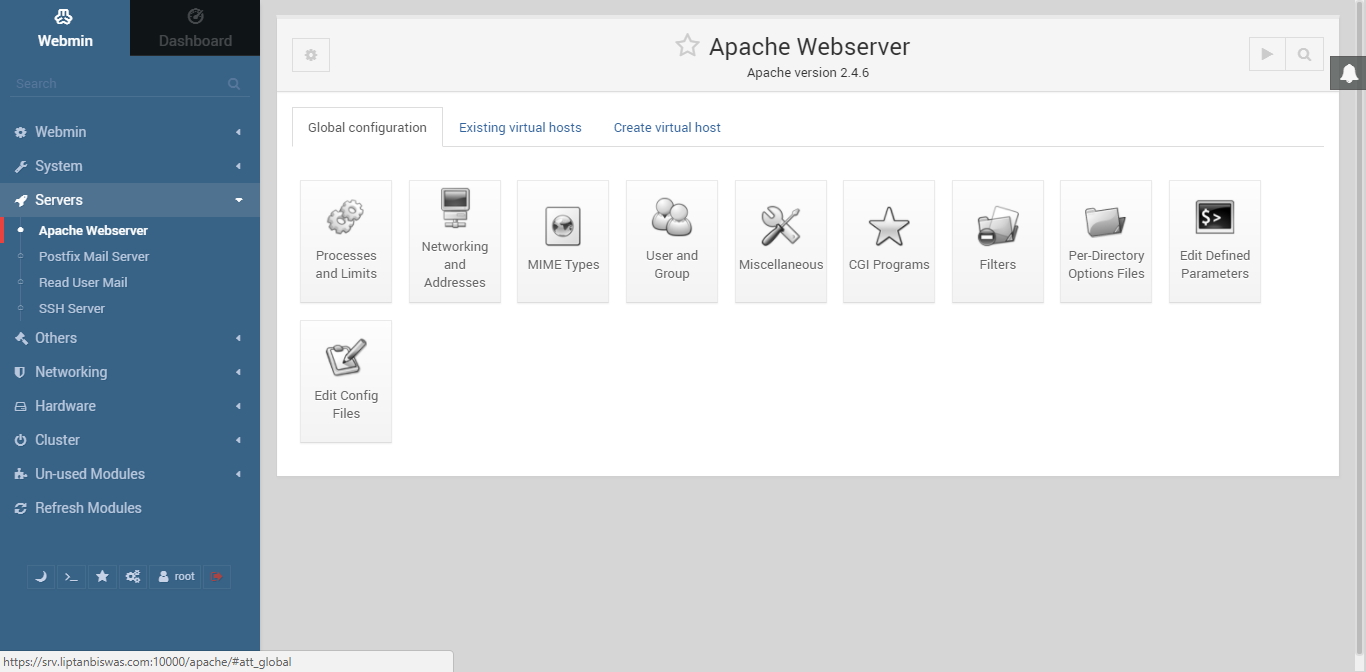 Webmin
Dashboard
Search
Webmin
System
Servers
Apache Webserver
Postfix Mail Server
Read User Mail
SSH Server
Others
Networking
Hardware
Cluster
Un-used Modules
Refresh Modules
>_ root
Apache Webserver
Apache version 2.4.6
Global configuration Existing virtual hosts Create virtual host
Processes
and Limits
Networking
and
Addresses
MIME Types
User and
Group
Miscellaneous
CGI Programs
Filters
Per-Directory
Options Files
$>
Edit Defined
Parameters
Edit Config
Files
https://srv.liptanbiswas.com:10000/apache/#att_global